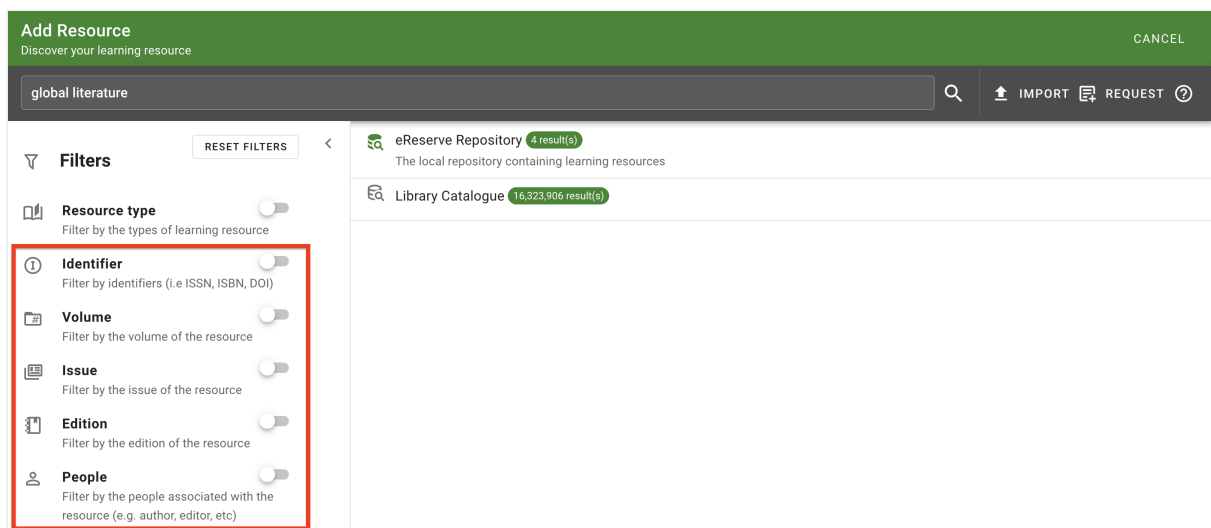 Add Resource
Discover your learning resource
CANCEL
global literature
IMPORT
REQUEST
Filters
RESET FILTERS
Resource type
Filter by the types of learning resource
Identifier
Filter by identifiers (i.e ISSN, ISBN, DOI)
Volume
Filter by the volume of the resource
Issue
Filter by the issue of the resource
Edition
Filter by the edition of the resource
People
Filter by the people associated with the
resource (e.g. author, editor, etc)
eReserve Repository 4 result(s)
The local repository containing learning resources
Library Catalogue 16,323,906 result(s)